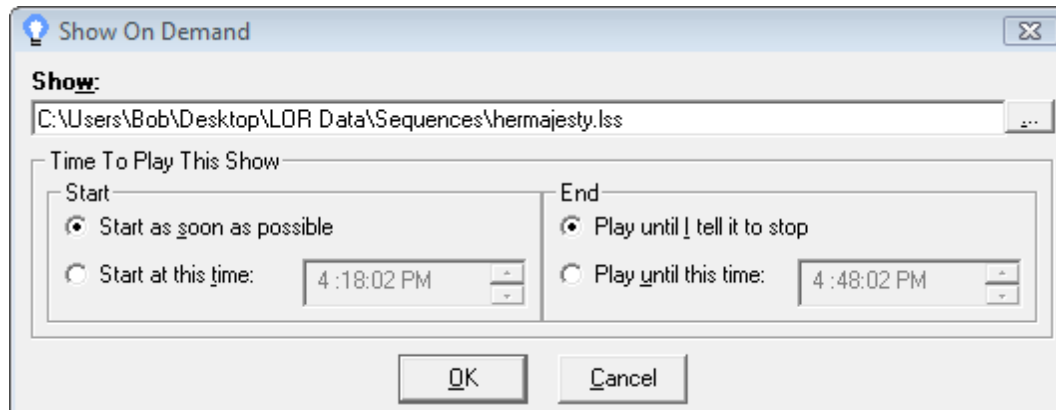 Show On Demand
Show:
C:\Users\Bob\Desktop\LOR Data\Sequences\hermajesty.lss
...
Time To Play This Show
Start
Start as soon as possible
Start at this time:
4 :18:02 PM
End
Play until I tell it to stop
Play until this time:
4 :48:02 PM
OK
Cancel